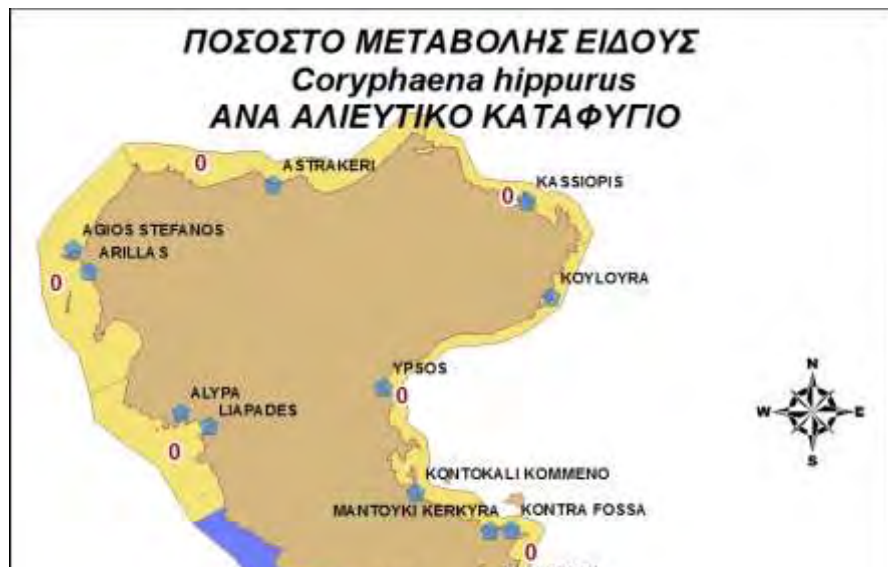 ΠΟΣΟΣΤΟ ΜΕΤΑΒΟΛΗΣ ΕΙΔΟΥΣ
Coryphaena hippurus
ΑΝΑ ΑΛΙΕΥΤΙΚΟ ΚΑΤΑΦΥΓΙΟ
0
ASTRAKERI
KASSIOPIS
0
AGIOS STEFANOS
ARILLAS
0
KOYLOYRA
N
YPSOS
0
ALYPA
LIAPADES
W
E
0
S
KONTOKALI KOMMENO
MANTOYKI KERKYRA
KONTRA FOSSA
0